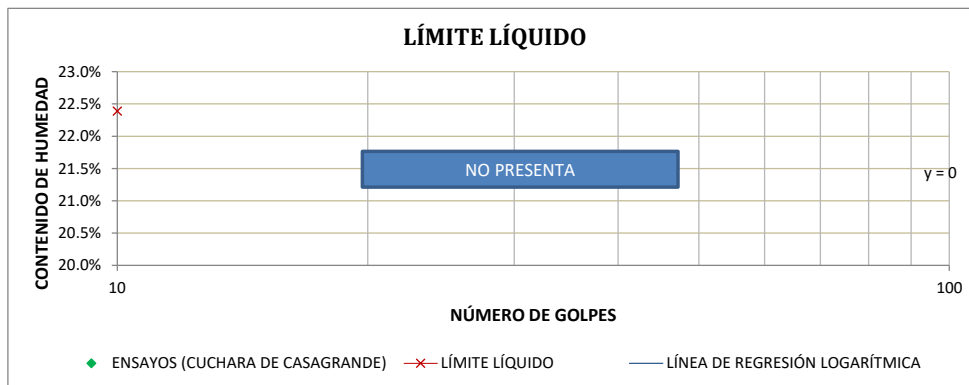 LÍMITE LÍQUIDO
CONTENIDO DE HUMEDAD
23.0%
22.5%
22.0%
21.5%
21.0%
20.5%
20.0%
NO PRESENTA
y = 0
10
100
NÚMERO DE GOLPES
ENSAYOS (CUCHARA DE CASAGRANDE)
LÍMITE LÍQUIDO
LÍNEA DE REGRESIÓN LOGARÍTMICA